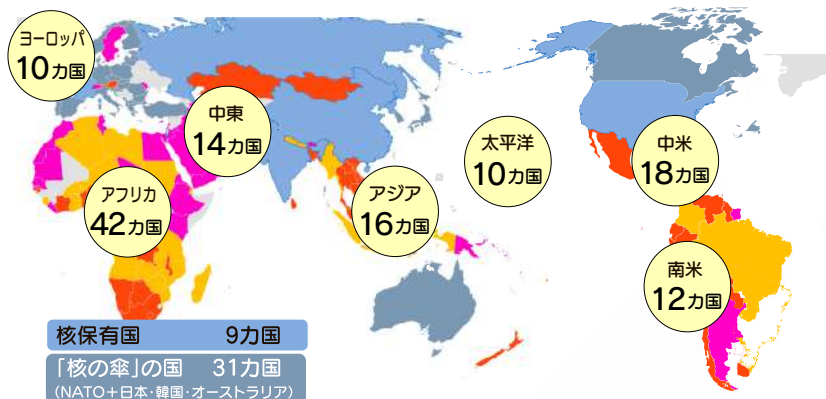 ヨーロッパ
10カ国
中東
14カ国
アフリカ
42カ国
アジア
16カ国
太平洋
10カ国
中米
18カ国
南米
12カ国
核保有国 9カ国
「核の傘」の国 31カ国
(NATO+日本・韓国・オーストラリア)